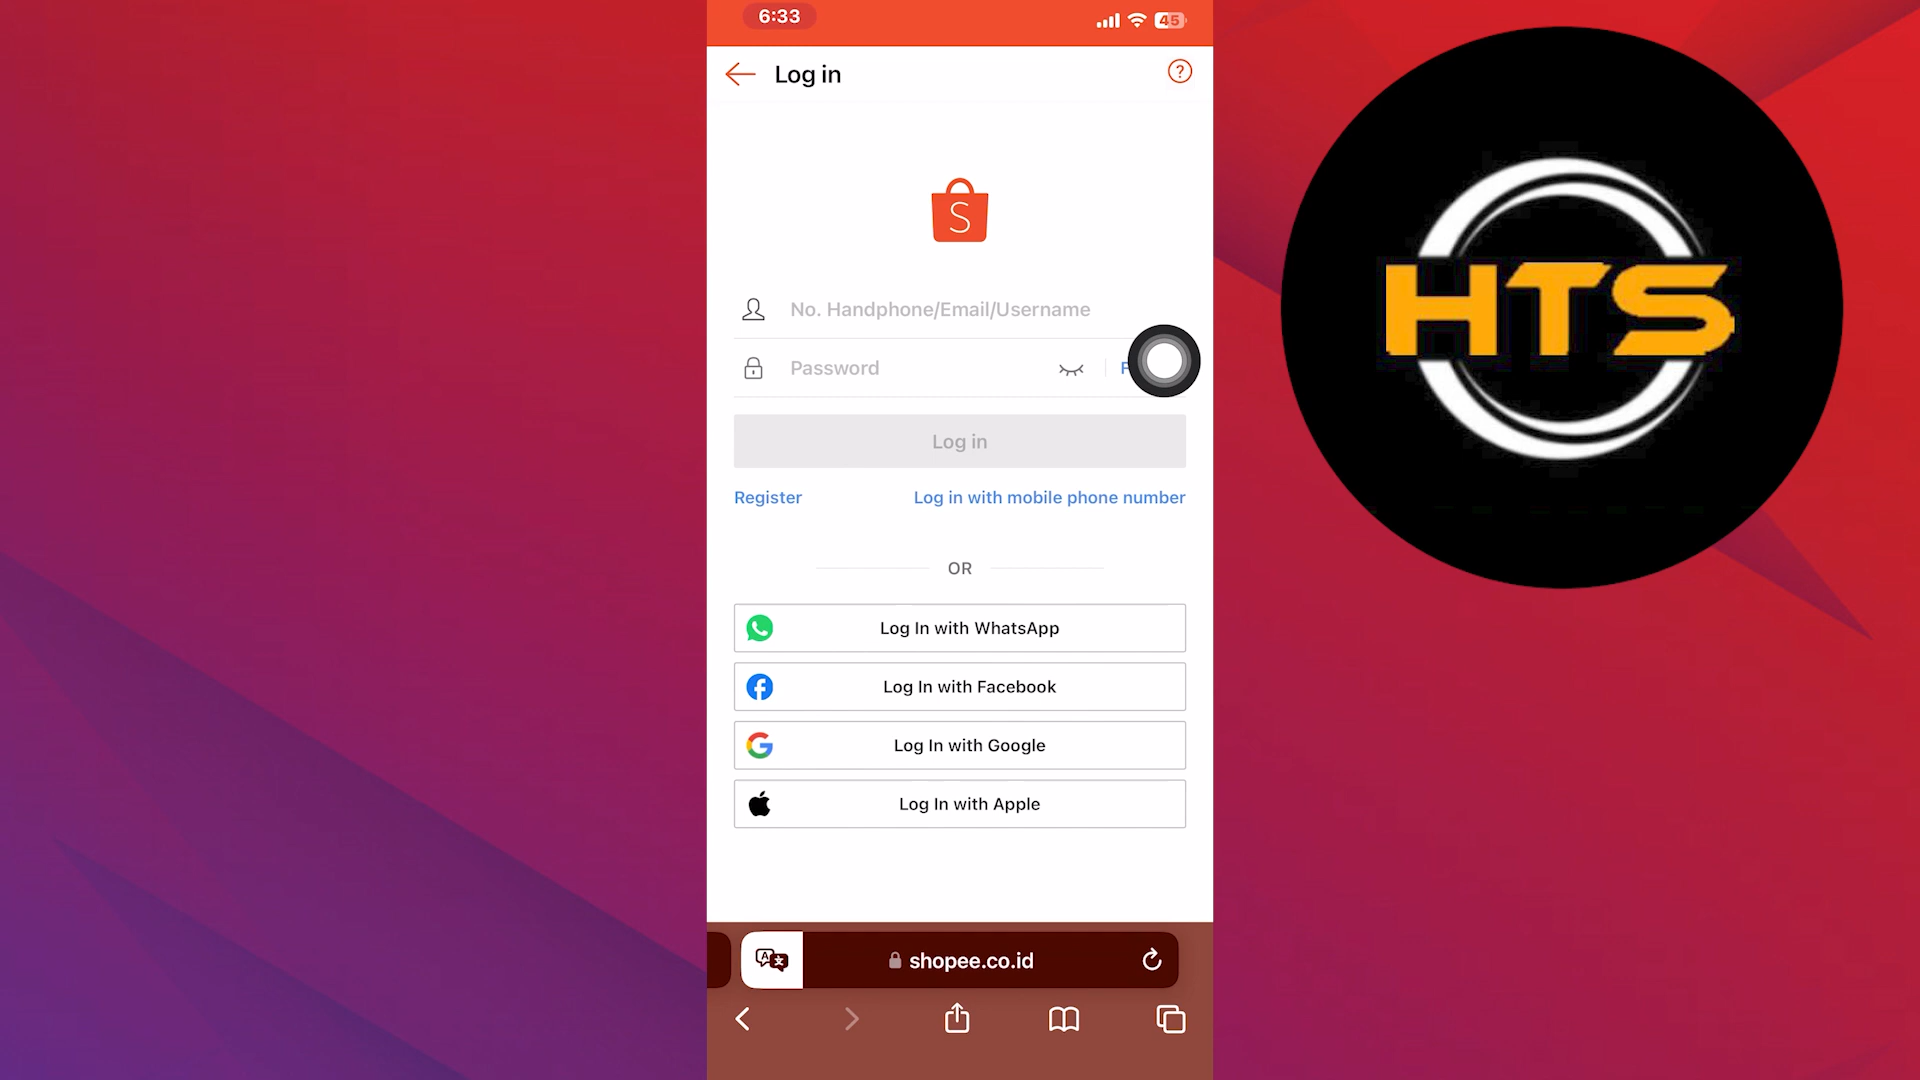 6:33
45
Log in
?
S
No. Handphone/Email/Username
Password
Log in
Register
Log in with mobile phone number
OR
Log In with WhatsApp
Log In with Facebook
Log In with Google
Log In with Apple
shopee.co.id
HTS